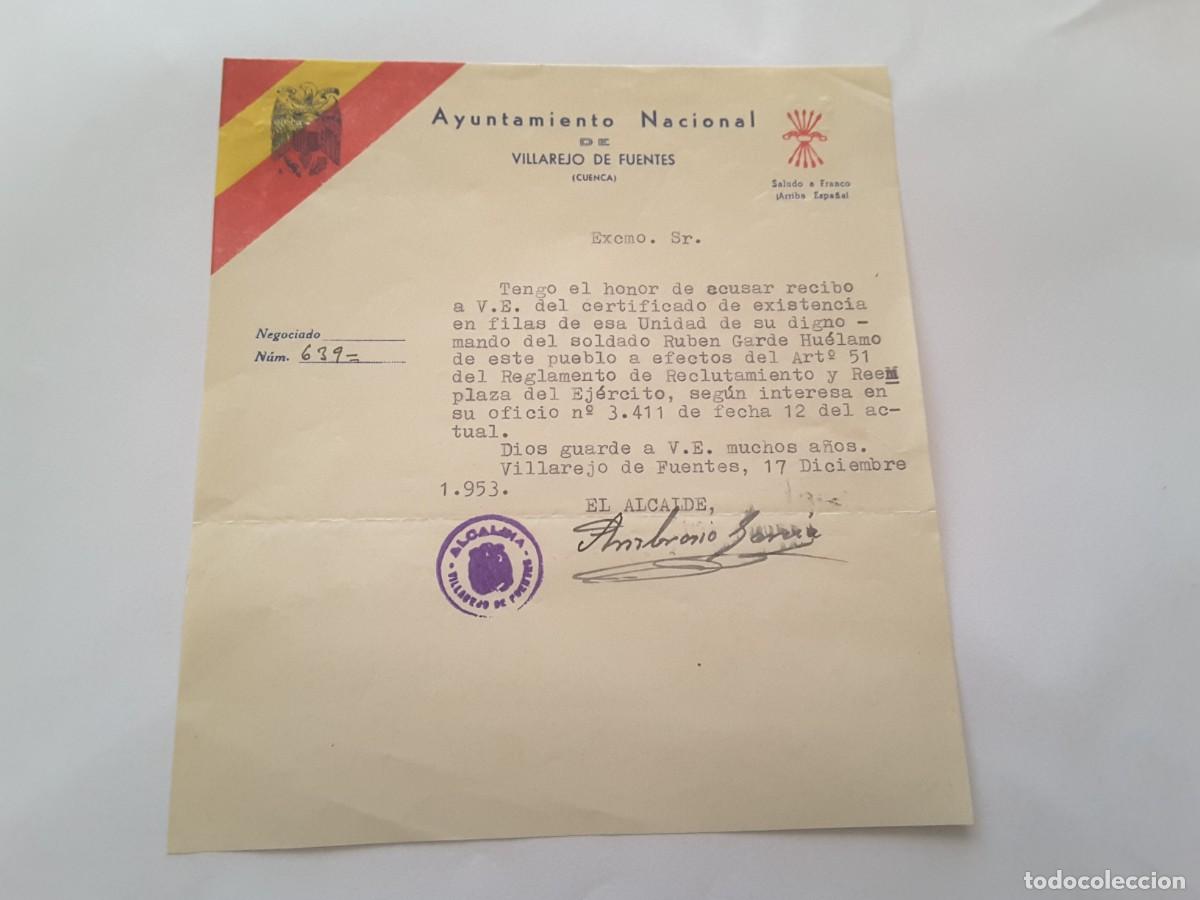 Ayuntamiento Nacional
DE
VILLAREJO DE FUENTES
(CUENCA)
Saludo a Franco
¡Arriba España!
Excmo. Sr.
Tengo el honor de acusar recibo
a V.E. del certificado de existencia
en filas de esa Unidad de su digno -
mando del soldado Ruben Garde Huélamo
de este pueblo a efectos del Artº 51
del Reglamento de Reclutamiento y Reem
plaza del Ejército, según interesa en
su oficio nº 3.411 de fecha 12 del ac-
tual.
Dios guarde a V.E. muchos años.
Villarejo de Fuentes, 17 Diciembre
1.953.
Negociado
Núm. 639=
EL ALCALDE,
Ambrosio García
ALCALDIA
VILLAREJO DE FUENTES
todocoleccion